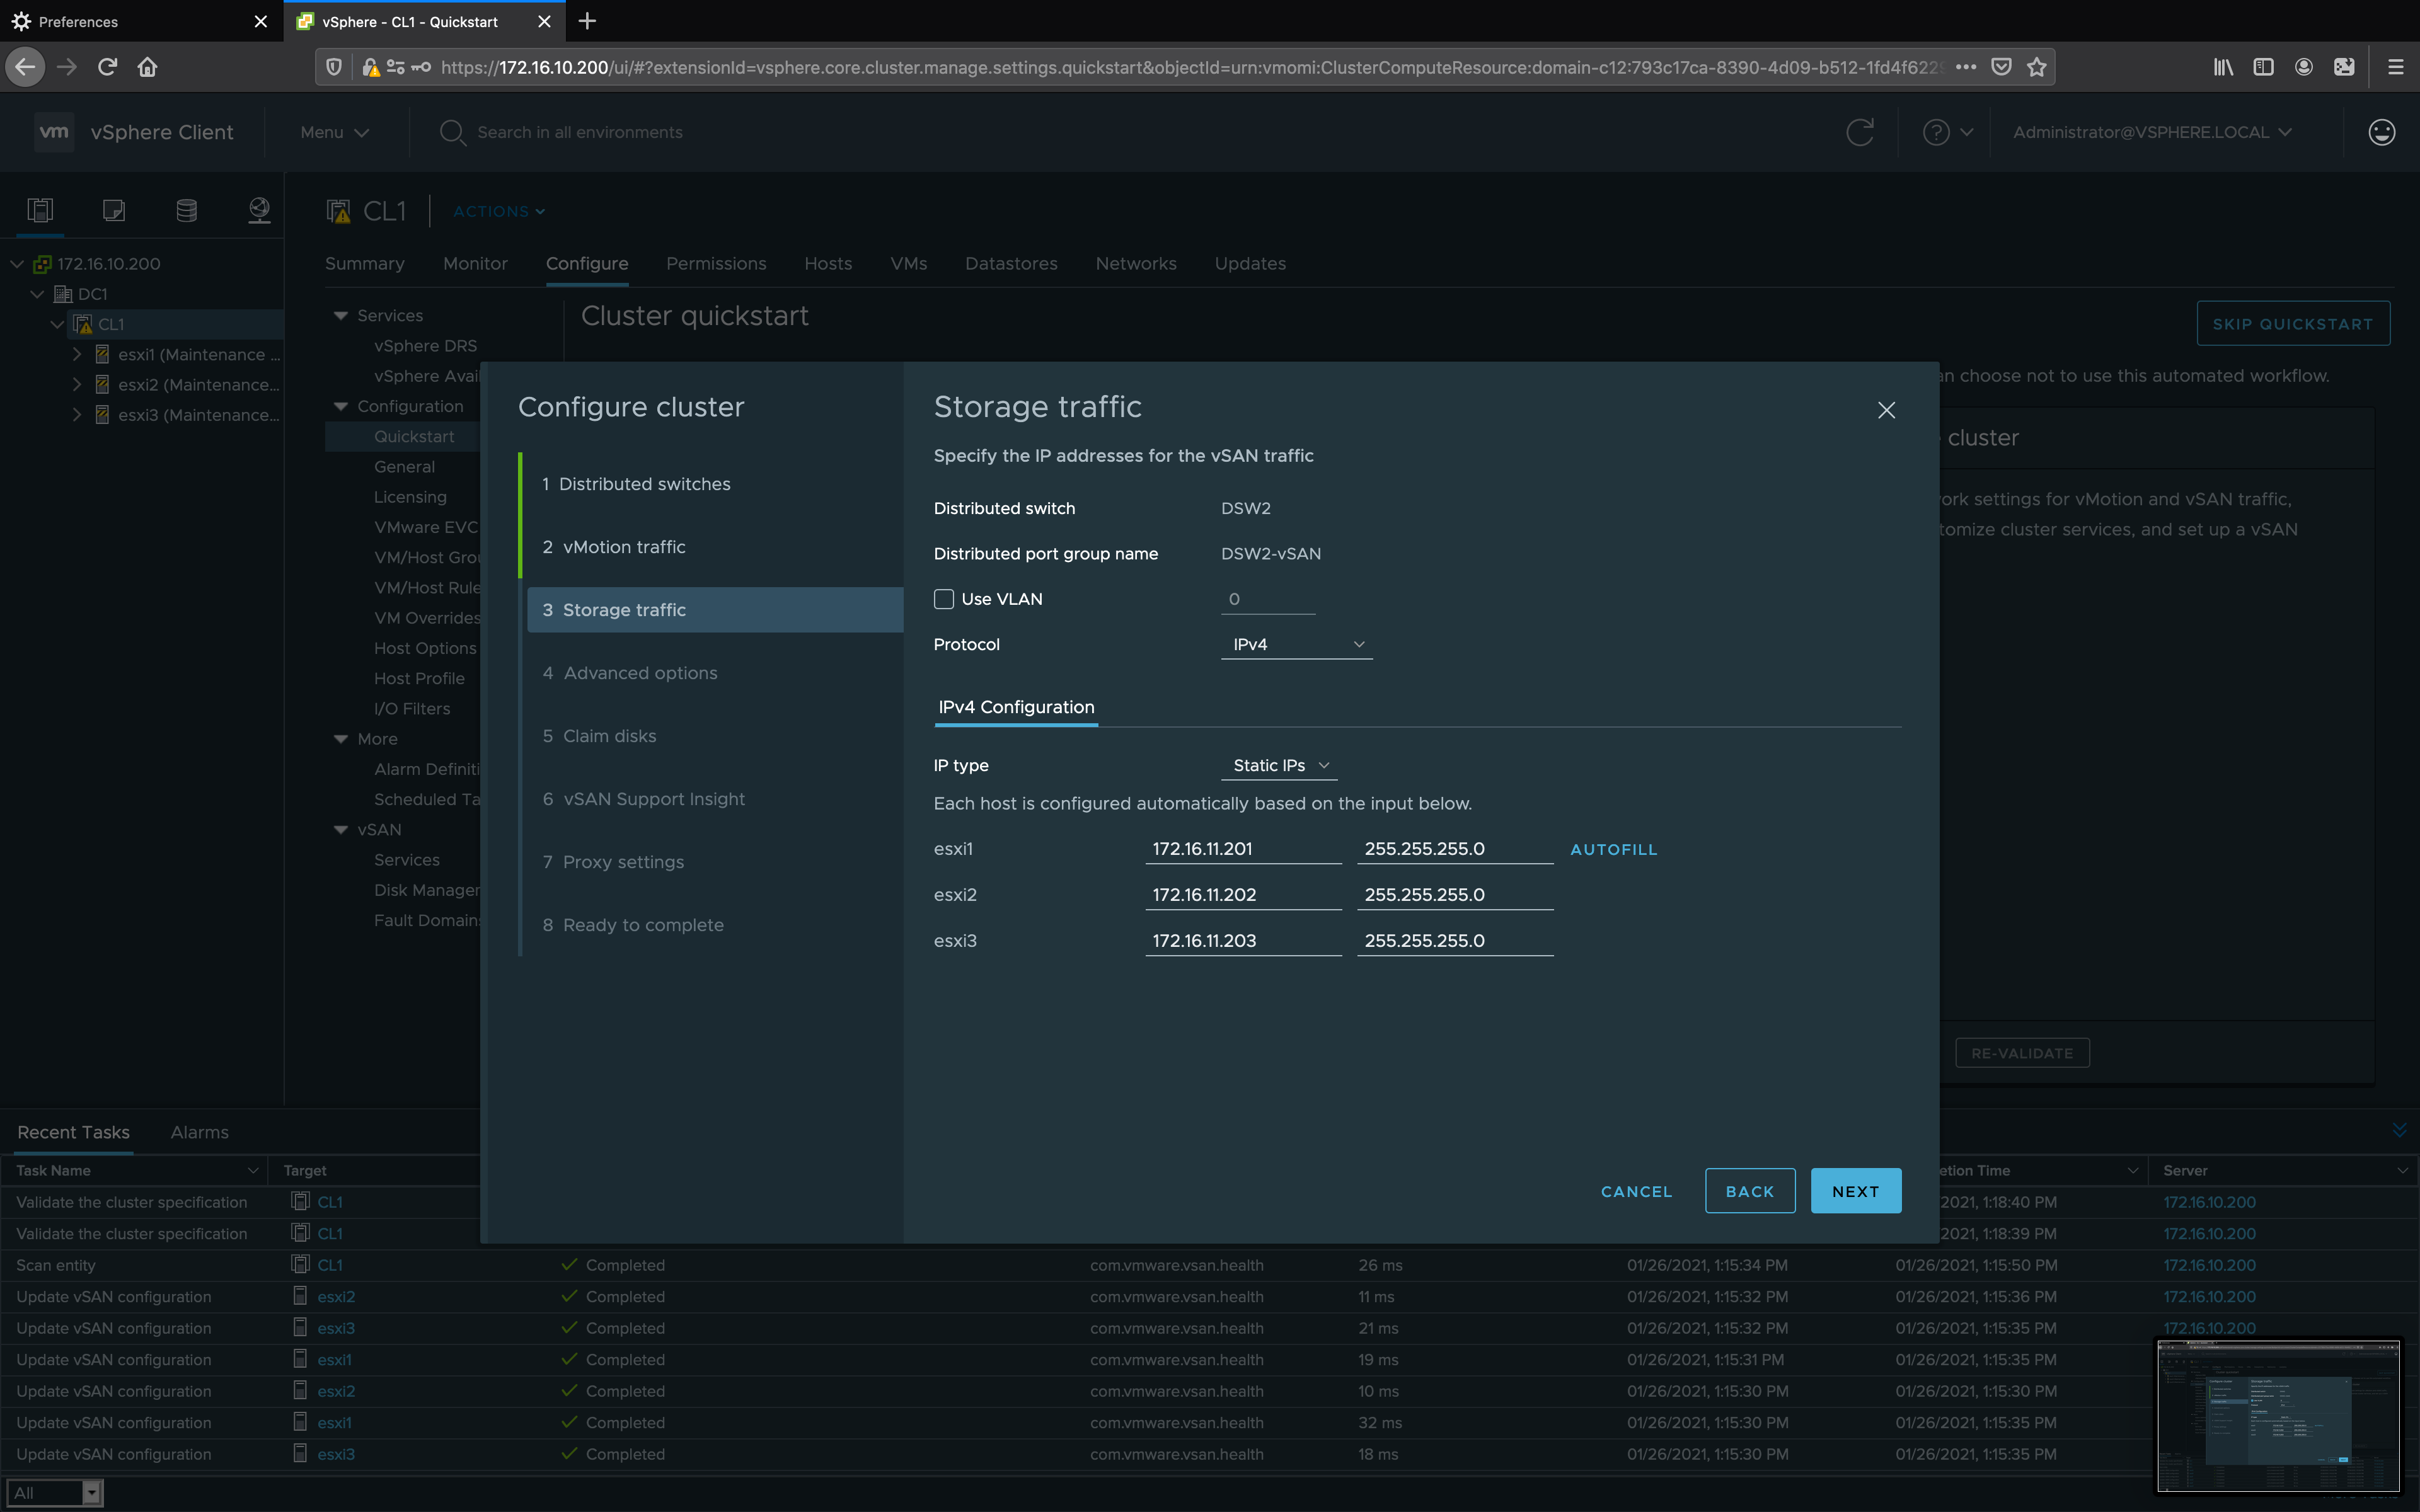 Preferences
vSphere - CL1 - Quickstart
https://172.16.10.200/ui/#?extensionId=vsphere.core.cluster.manage.settings.quickstart&objectId=urn:vmomi:ClusterComputeResource:domain-c12:793c17ca-8390-4d09-b512-1fd4f6229
vm vSphere Client
Menu
Search in all environments
Administrator@VSPHERE.LOCAL
CL1
ACTIONS
Summary Monitor Configure Permissions Hosts VMs Datastores Networks Updates
172.16.10.200
DC1
CL1
esxi1 (Maintenance ...
esxi2 (Maintenance...
esxi3 (Maintenance...
Services
vSphere DRS
vSphere Avai
Configuration
Quickstart
General
Licensing
VMware EVC
VM/Host Gro
VM/Host Rule
VM Overrides
Host Options
Host Profile
I/O Filters
More
Alarm Definiti
Scheduled Ta
vSAN
Services
Disk Manager
Fault Domains
Cluster quickstart
SKIP QUICKSTART
an choose not to use this automated workflow.
cluster
ork settings for vMotion and vSAN traffic,
tomize cluster services, and set up a vSAN
RE-VALIDATE
Configure cluster
1 Distributed switches
2 vMotion traffic
3 Storage traffic
4 Advanced options
5 Claim disks
6 vSAN Support Insight
7 Proxy settings
8 Ready to complete
Storage traffic
Specify the IP addresses for the vSAN traffic
Distributed switch DSW2
Distributed port group name DSW2-vSAN
Use VLAN 0
Protocol IPv4
IPv4 Configuration
IP type Static IPs
Each host is configured automatically based on the input below.
esxi1 172.16.11.201 255.255.255.0 AUTOFILL
esxi2 172.16.11.202 255.255.255.0
esxi3 172.16.11.203 255.255.255.0
CANCEL BACK NEXT
Recent Tasks Alarms
Task Name Target etion Time Server
Validate the cluster specification CL1 2021, 1:18:40 PM 172.16.10.200
Validate the cluster specification CL1 2021, 1:18:39 PM 172.16.10.200
Scan entity CL1 Completed com.vmware.vsan.health 26 ms 01/26/2021, 1:15:34 PM 01/26/2021, 1:15:50 PM 172.16.10.200
Update vSAN configuration esxi2 Completed com.vmware.vsan.health 11 ms 01/26/2021, 1:15:32 PM 01/26/2021, 1:15:36 PM 172.16.10.200
Update vSAN configuration esxi3 Completed com.vmware.vsan.health 21 ms 01/26/2021, 1:15:32 PM 01/26/2021, 1:15:35 PM 172.16.10.200
Update vSAN configuration esxi1 Completed com.vmware.vsan.health 19 ms 01/26/2021, 1:15:31 PM 01/26/2021, 1:15:35 PM
Update vSAN configuration esxi2 Completed com.vmware.vsan.health 10 ms 01/26/2021, 1:15:30 PM 01/26/2021, 1:15:35 PM
Update vSAN configuration esxi1 Completed com.vmware.vsan.health 32 ms 01/26/2021, 1:15:30 PM 01/26/2021, 1:15:35 PM
Update vSAN configuration esxi3 Completed com.vmware.vsan.health 18 ms 01/26/2021, 1:15:30 PM 01/26/2021, 1:15:35 PM
All